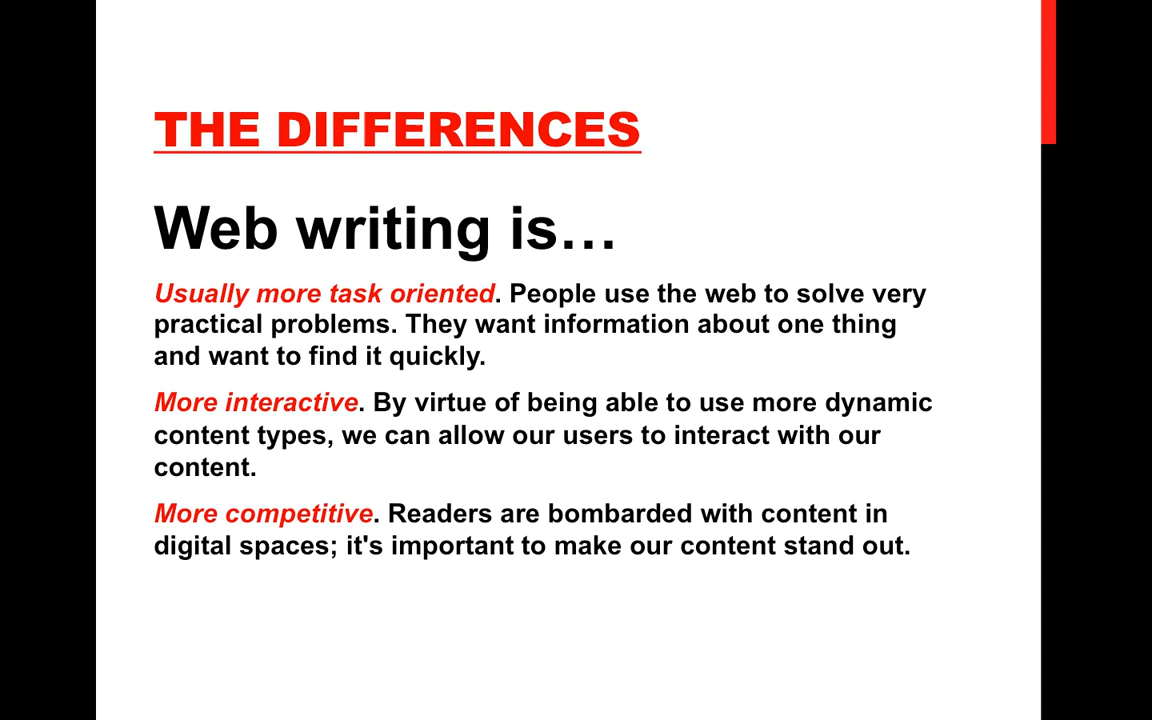 THE DIFFERENCES
Web writing is…
Usually more task oriented. People use the web to solve very
practical problems. They want information about one thing
and want to find it quickly.
More interactive. By virtue of being able to use more dynamic
content types, we can allow our users to interact with our
content.
More competitive. Readers are bombarded with content in
digital spaces; it's important to make our content stand out.